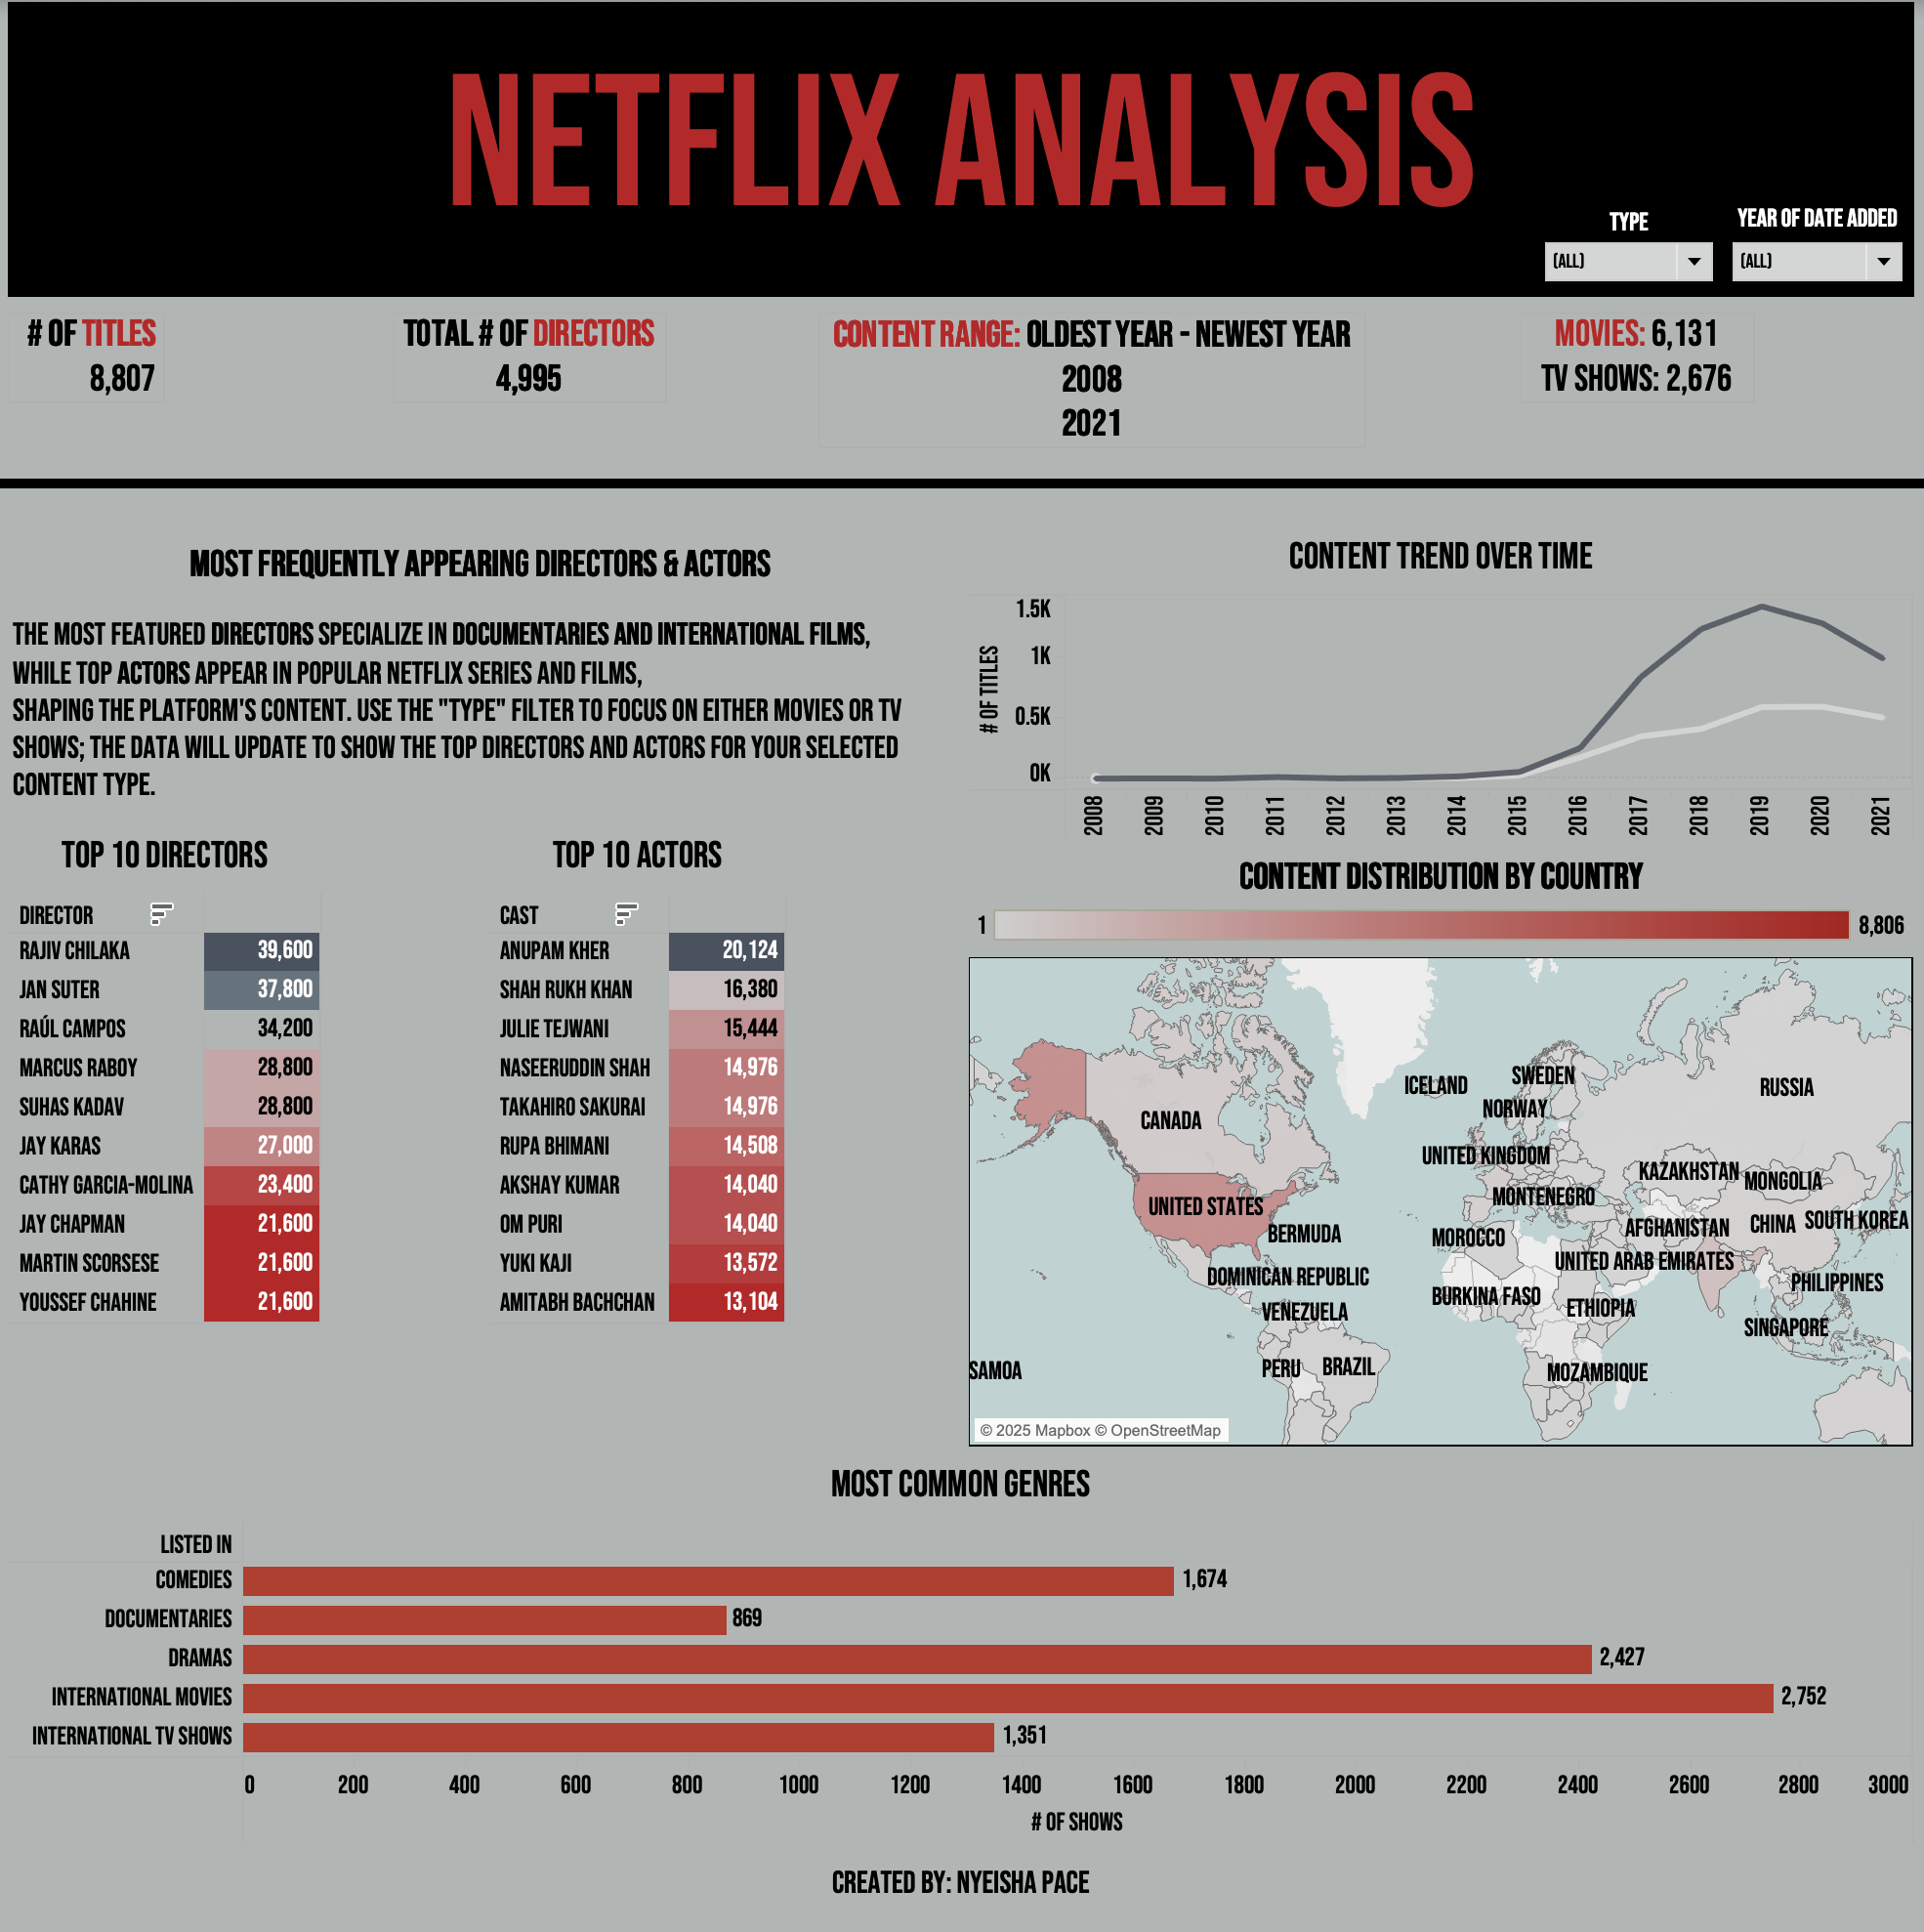 NETFLIX ANALYSIS
TYPE
YEAR OF DATE ADDED
(ALL)
(ALL)
# OF TITLES
8,807
TOTAL # OF DIRECTORS
4,995
CONTENT RANGE: OLDEST YEAR - NEWEST YEAR
2008
2021
MOVIES: 6,131
TV SHOWS: 2,676
MOST FREQUENTLY APPEARING DIRECTORS & ACTORS
THE MOST FEATURED DIRECTORS SPECIALIZE IN DOCUMENTARIES AND INTERNATIONAL FILMS,
WHILE TOP ACTORS APPEAR IN POPULAR NETFLIX SERIES AND FILMS,
SHAPING THE PLATFORM'S CONTENT. USE THE "TYPE" FILTER TO FOCUS ON EITHER MOVIES OR TV
SHOWS; THE DATA WILL UPDATE TO SHOW THE TOP DIRECTORS AND ACTORS FOR YOUR SELECTED
CONTENT TYPE.
TOP 10 DIRECTORS
DIRECTOR
RAJIV CHILAKA 39,600
JAN SUTER 37,800
RAÚL CAMPOS 34,200
MARCUS RABOY 28,800
SUHAS KADAV 28,800
JAY KARAS 27,000
CATHY GARCIA-MOLINA 23,400
JAY CHAPMAN 21,600
MARTIN SCORSESE 21,600
YOUSSEF CHAHINE 21,600
TOP 10 ACTORS
CAST
ANUPAM KHER 20,124
SHAH RUKH KHAN 16,380
JULIE TEJWANI 15,444
NASEERUDDIN SHAH 14,976
TAKAHIRO SAKURAI 14,976
RUPA BHIMANI 14,508
AKSHAY KUMAR 14,040
OM PURI 14,040
YUKI KAJI 13,572
AMITABH BACHCHAN 13,104
CONTENT TREND OVER TIME
# OF TITLES
1.5K
1K
0.5K
0K
2008 2009 2010 2011 2012 2013 2014 2015 2016 2017 2018 2019 2020 2021
CONTENT DISTRIBUTION BY COUNTRY
1 8,806
ICELAND
SWEDEN
RUSSIA
NORWAY
CANADA
UNITED KINGDOM
KAZAKHSTAN
MONGOLIA
MONTENEGRO
UNITED STATES
AFGHANISTAN
CHINA
SOUTH KOREA
BERMUDA
MOROCCO
UNITED ARAB EMIRATES
DOMINICAN REPUBLIC
PHILIPPINES
BURKINA FASO
ETHIOPIA
VENEZUELA
SINGAPORE
SAMOA
PERU
BRAZIL
MOZAMBIQUE
© 2025 Mapbox © OpenStreetMap
MOST COMMON GENRES
LISTED IN
COMEDIES 1,674
DOCUMENTARIES 869
DRAMAS 2,427
INTERNATIONAL MOVIES 2,752
INTERNATIONAL TV SHOWS 1,351
0 200 400 600 800 1000 1200 1400 1600 1800 2000 2200 2400 2600 2800 3000
# OF SHOWS
CREATED BY: NYEISHA PACE